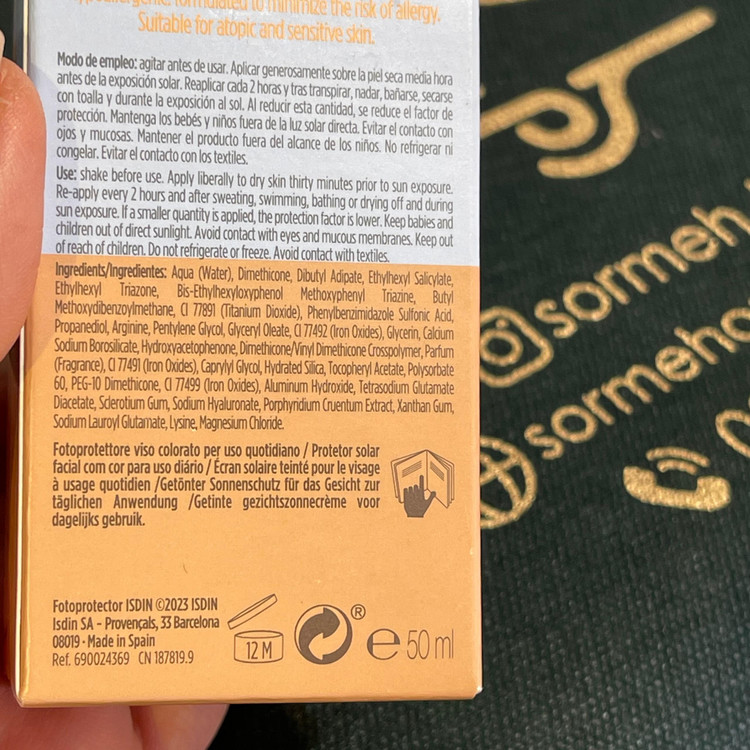 formulated to minimize the risk of allergy.
Suitable for atopic and sensitive skin.
Modo de empleo: agitar antes de usar. Aplicar generosamente sobre la piel seca media hora
antes de la exposición solar. Reaplicar cada 2 horas y tras transpirar, nadar, bañarse, secarse
con toalla y durante la exposición al sol. Al reducir esta cantidad, se reduce el factor de
protección. Mantenga los bebés y niños fuera de la luz solar directa. Evitar el contacto con
ojos y mucosas. Mantener el producto fuera del alcance de los niños. No refrigerar ni
congelar. Evitar el contacto con los textiles.
Use: shake before use. Apply liberally to dry skin thirty minutes prior to sun exposure.
Re-apply every 2 hours and after sweating, swimming, bathing or drying off and during
sun exposure. If a smaller quantity is applied, the protection factor is lower. Keep babies and
children out of direct sunlight. Avoid contact with eyes and mucous membranes. Keep out
of reach of children. Do not refrigerate or freeze. Avoid contact with textiles.
Ingredients/Ingredientes: Aqua (Water), Dimethicone, Dibutyl Adipate, Ethylhexyl Salicylate,
Ethylhexyl Triazone, Bis-Ethylhexyloxyphenol Methoxyphenyl Triazine, Butyl
Methoxydibenzoylmethane, CI 77891 (Titanium Dioxide), Phenylbenzimidazole Sulfonic Acid,
Propanediol, Arginine, Pentylene Glycol, Glyceryl Oleate, CI 77492 (Iron Oxides), Glycerin, Calcium
Sodium Borosilicate, Hydroxyacetophenone, Dimethicone/Vinyl Dimethicone Crosspolymer, Parfum
(Fragrance), CI 77491 (Iron Oxides), Caprylyl Glycol, Hydrated Silica, Tocopheryl Acetate, Polysorbate
60, PEG-10 Dimethicone, CI 77499 (Iron Oxides), Aluminum Hydroxide, Tetrasodium Glutamate
Diacetate, Sclerotium Gum, Sodium Hyaluronate, Porphyridium Cruentum Extract, Xanthan Gum,
Sodium Lauroyl Glutamate, Lysine, Magnesium Chloride.
Fotoprotettore viso colorato per uso quotidiano / Protetor solar
facial com cor para uso diário / Écran solaire teinté pour le visage
à usage quotidien /Getönter Sonnenschutz für das Gesicht zur
täglichen Anwendung /Getinte gezichtszonnecrème voor
dagelijks gebruik.
Fotoprotector ISDIN ©2023 ISDIN
Isdin SA - Provençals, 33 Barcelona
08019 · Made in Spain
Ref. 690024369 CN 187819.9
12 M
®
e 50 ml
sormeh
sormeho